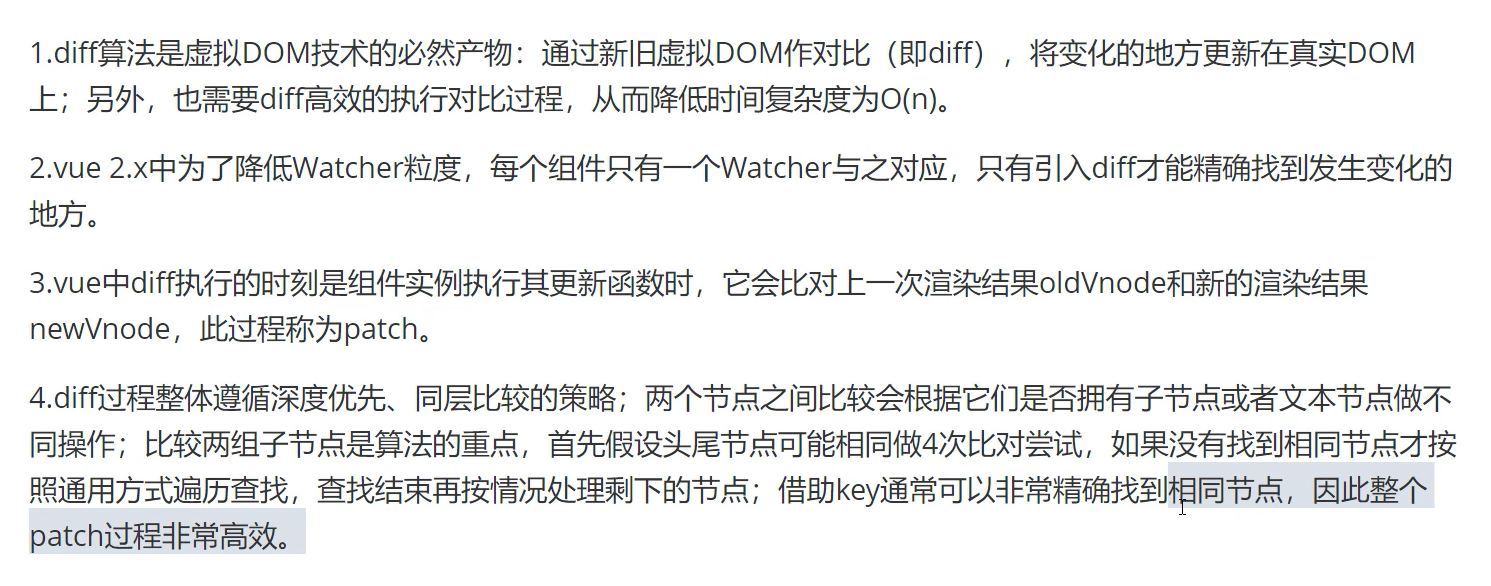 1.diff算法是虚拟DOM技术的必然产物：通过新旧虚拟DOM作对比（即diff），将变化的地方更新在真实DOM
上；另外，也需要diff高效的执行对比过程，从而降低时间复杂度为O(n)。
2.vue 2.x中为了降低Watcher粒度，每个组件只有一个Watcher与之对应，只有引入diff才能精确找到发生变化的
地方。
3.vue中diff执行的时刻是组件实例执行其更新函数时，它会比对上一次渲染结果oldVnode和新的渲染结果
newVnode，此过程称为patch。
4.diff过程整体遵循深度优先、同层比较的策略；两个节点之间比较会根据它们是否拥有子节点或者文本节点做不
同操作；比较两组子节点是算法的重点，首先假设头尾节点可能相同做4次比对尝试，如果没有找到相同节点才按
照通用方式遍历查找，查找结束再按情况处理剩下的节点；借助key通常可以非常精确找到相同节点，因此整个
patch过程非常高效。